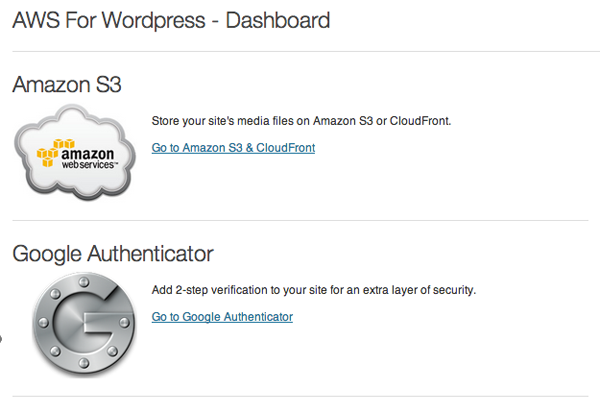 AWS For Wordpress - Dashboard
Amazon S3
Store your site's media files on Amazon S3 or CloudFront.
amazon
webservices™
Go to Amazon S3 & CloudFront
Google Authenticator
Add 2-step verification to your site for an extra layer of security.
G
Go to Google Authenticator